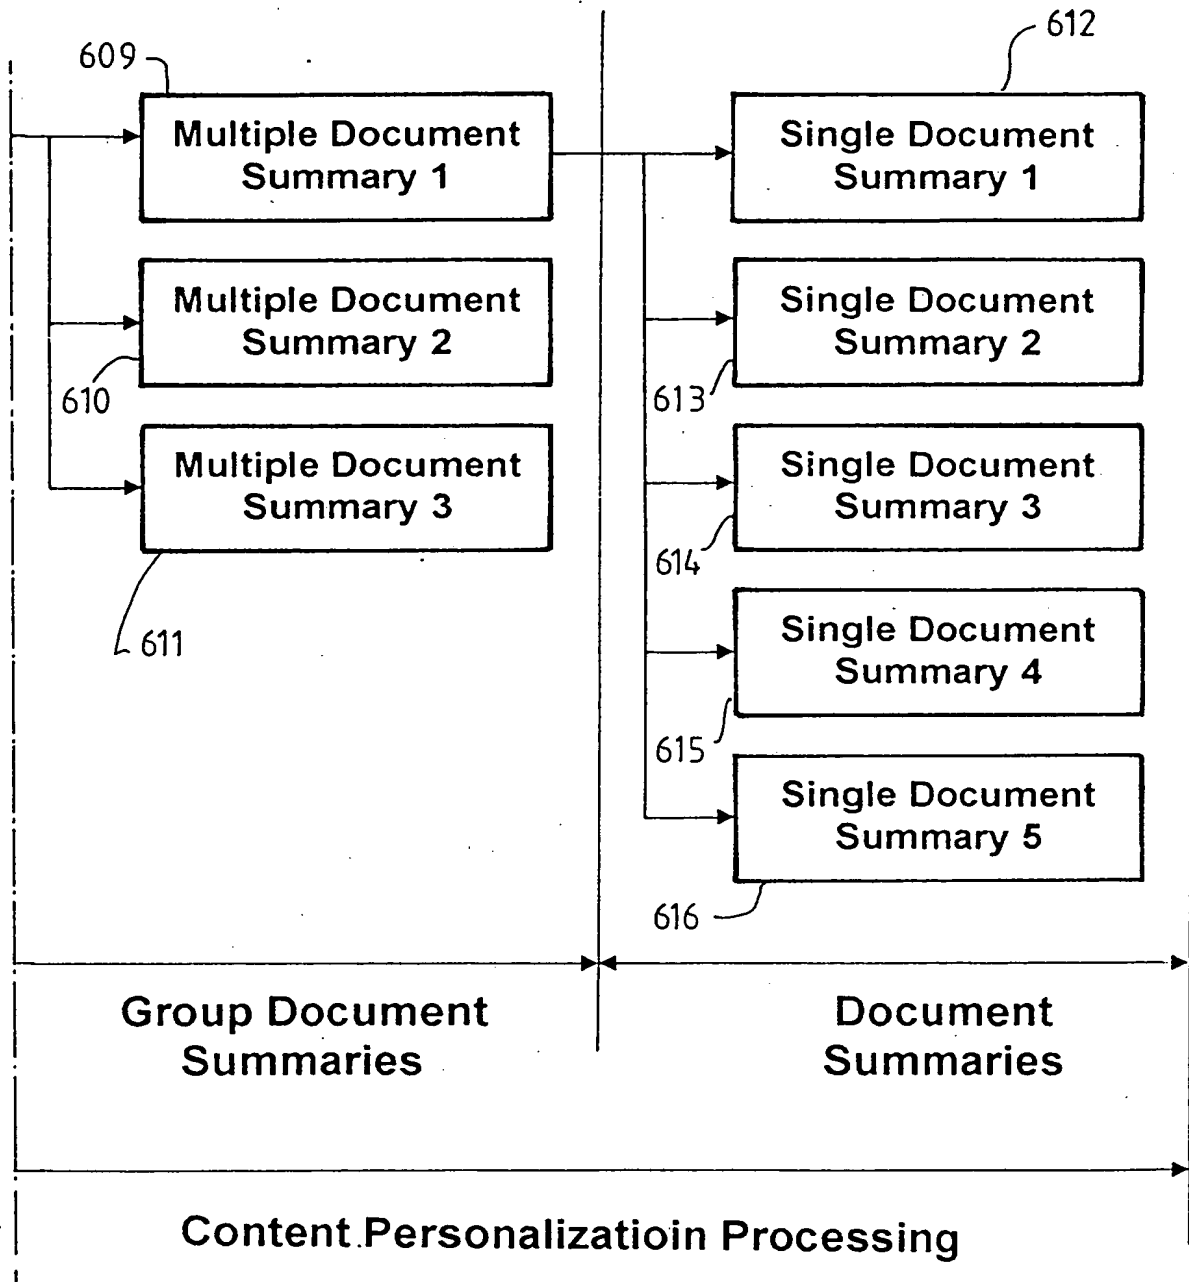 609
612
Multiple Document
Summary 1
Single Document
Summary 1
Multiple Document
Summary 2
Single Document
Summary 2
610
613
Multiple Document
Summary 3
Single Document
Summary 3
611
614
Single Document
Summary 4
615
Single Document
Summary 5
616
Group Document
Summaries
Document
Summaries
Content Personalizatioin Processing